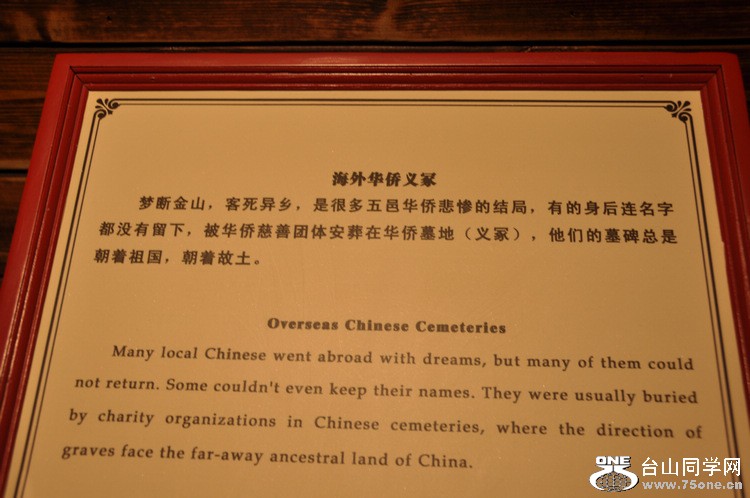 海外华侨义冢
梦断金山，客死异乡，是很多五邑华侨悲惨的结局，有的身后连名字
都没有留下，被华侨慈善团体安葬在华侨墓地（义冢），他们的墓碑总是
朝着祖国，朝着故土。
Overseas Chinese Cemeteries
Many local Chinese went abroad with dreams, but many of them could
not return. Some couldn't even keep their names. They were usually buried
by charity organizations in Chinese cemeteries, where the direction of
graves face the far-away ancestral land of China.
ONE 台山同学网
www.75one.cn